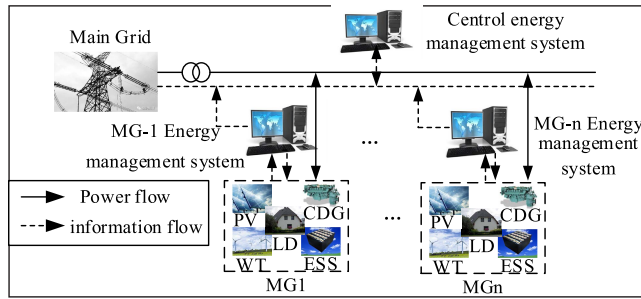 Centrol energy
management system
Main Grid
MG-1 Energy
management system
...
MG-n Energy
management
system
Power flow
information flow
PV
CDG
LD
WT
ESS
MG1
...
PV
CDG
LD
WT
ESS
MGn